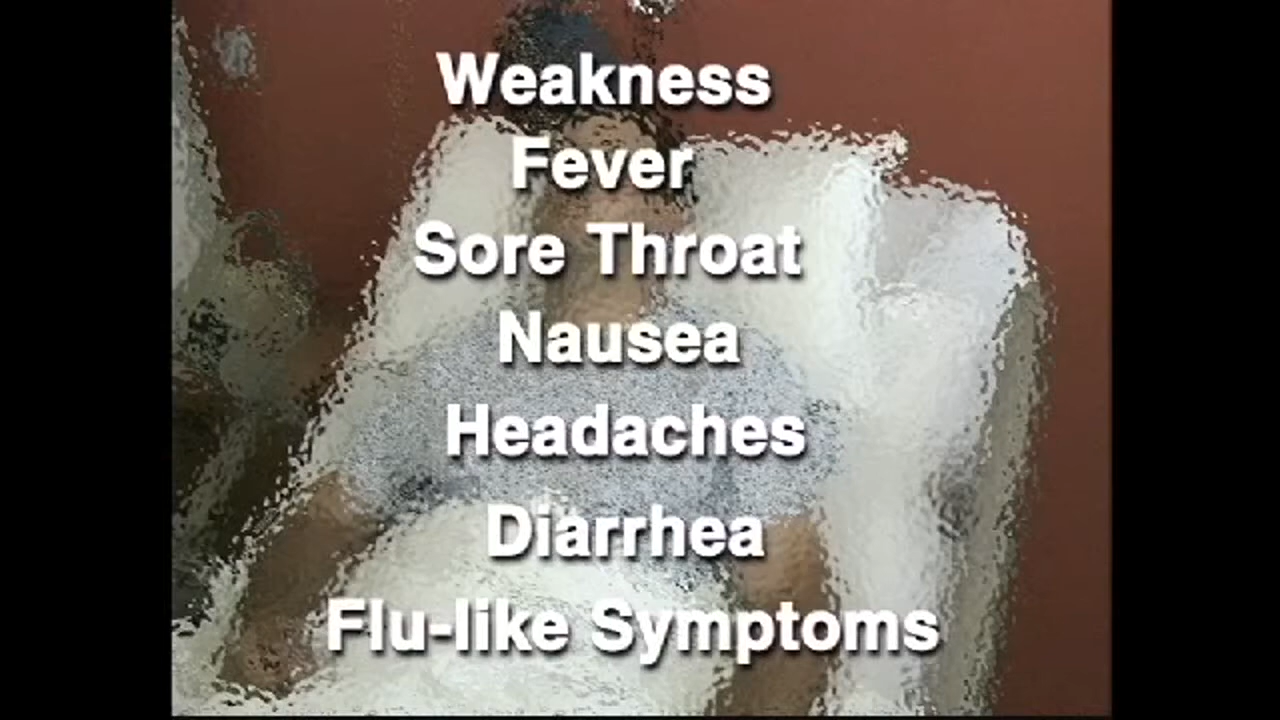 Weakness
Fever
Sore Throat
Nausea
Headaches
Diarrhea
Flu-like Symptoms